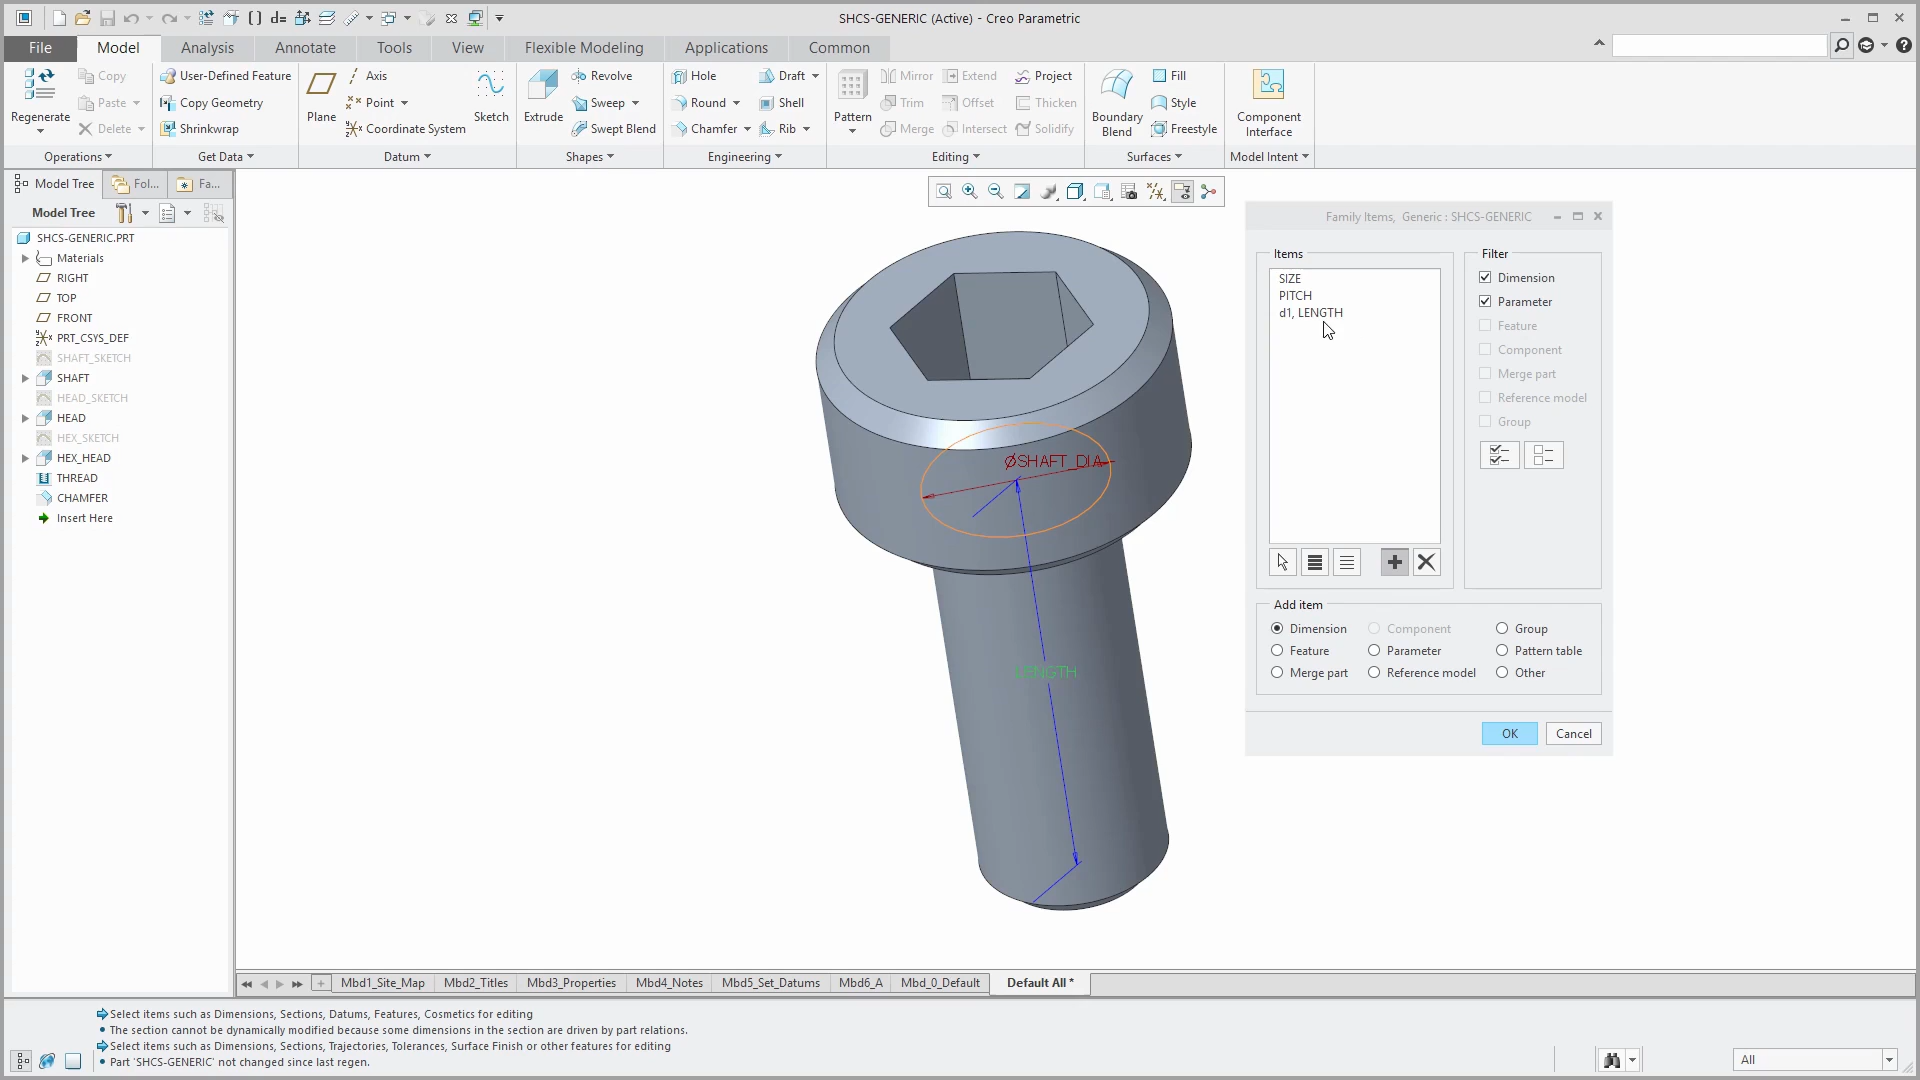 SHCS-GENERIC (Active) - Creo Parametric
File Model Analysis Annotate Tools View Flexible Modeling Applications Common
Regenerate
Copy
Paste
Delete
Operations
User-Defined Feature
Copy Geometry
Shrinkwrap
Get Data
Plane
Axis
Point
Coordinate System
Sketch
Datum
Extrude
Revolve
Sweep
Swept Blend
Shapes
Hole
Round
Chamfer
Draft
Shell
Rib
Engineering
Pattern
Mirror
Trim
Merge
Extend
Offset
Intersect
Project
Thicken
Solidify
Editing
Boundary
Blend
Fill
Style
Freestyle
Surfaces
Component
Interface
Model Intent
Model Tree Fol... Fa...
Model Tree
SHCS-GENERIC.PRT
Materials
RIGHT
TOP
FRONT
PRT_CSYS_DEF
SHAFT_SKETCH
SHAFT
HEAD_SKETCH
HEAD
HEX_SKETCH
HEX_HEAD
THREAD
CHAMFER
Insert Here
ØSHAFT_DIA
LENGTH
Family Items, Generic : SHCS-GENERIC
Items
SIZE
PITCH
d1, LENGTH
Filter
Dimension
Parameter
Feature
Component
Merge part
Reference model
Group
Add item
Dimension Component Group
Feature Parameter Pattern table
Merge part Reference model Other
OK Cancel
Mbd1_Site_Map Mbd2_Titles Mbd3_Properties Mbd4_Notes Mbd5_Set_Datums Mbd6_A Mbd_0_Default Default All *
Select items such as Dimensions, Sections, Datums, Features, Cosmetics for editing
• The section cannot be dynamically modified because some dimensions in the section are driven by part relations.
Select items such as Dimensions, Sections, Trajectories, Tolerances, Surface Finish or other features for editing
• Part 'SHCS-GENERIC' not changed since last regen.
All